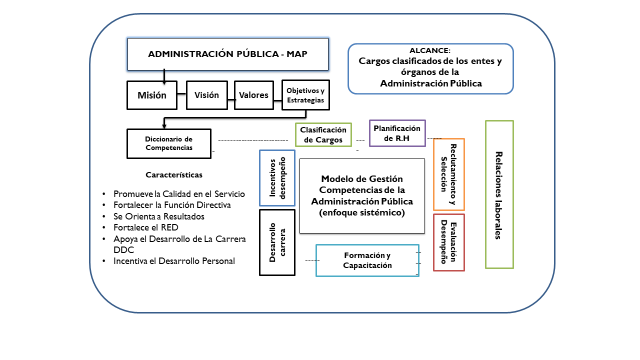 ADMINISTRACIÓN PÚBLICA - MAP
ALCANCE:
Cargos clasificados de los entes y
órganos de la
Administración Pública
Misión
Visión
Valores
Objetivos y
Estrategias
Diccionario de
Competencias
Clasificación
de Cargos
Planificación
de R.H
Características
• Promueve la Calidad en el Servicio
• Fortalecer la Función Directiva
• Se Orienta a Resultados
• Fortalece el RED
• Apoya el Desarrollo de La Carrera
DDC
• Incentiva el Desarrollo Personal
Incentivos
desempeño
Desarrollo
carrera
Modelo de Gestión
Competencias de la
Administración Pública
(enfoque sistémico)
Formación y
Capacitación
Reclutamiento y
Selección
Evaluación
Desempeño
Relaciones laborales